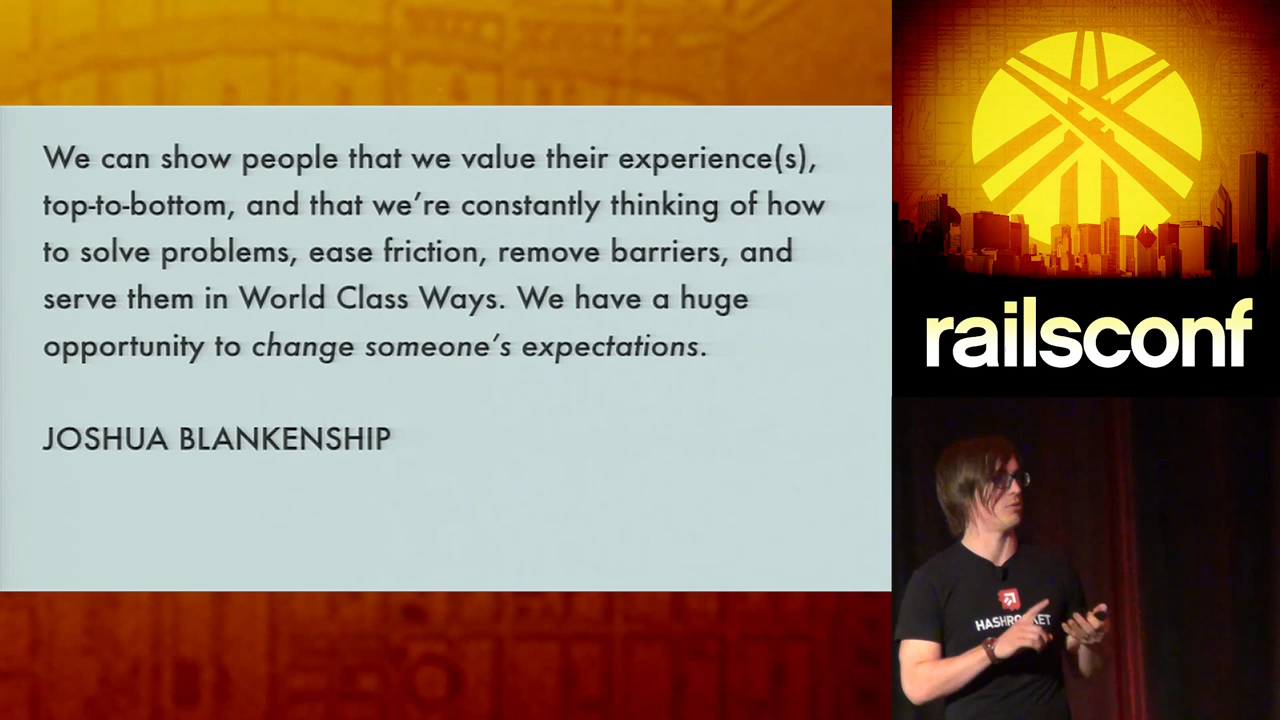 We can show people that we value their experience(s),
top-to-bottom, and that we’re constantly thinking of how
to solve problems, ease friction, remove barriers, and
serve them in World Class Ways. We have a huge
opportunity to change someone’s expectations.
JOSHUA BLANKENSHIP
railsconf
HASHROCKET